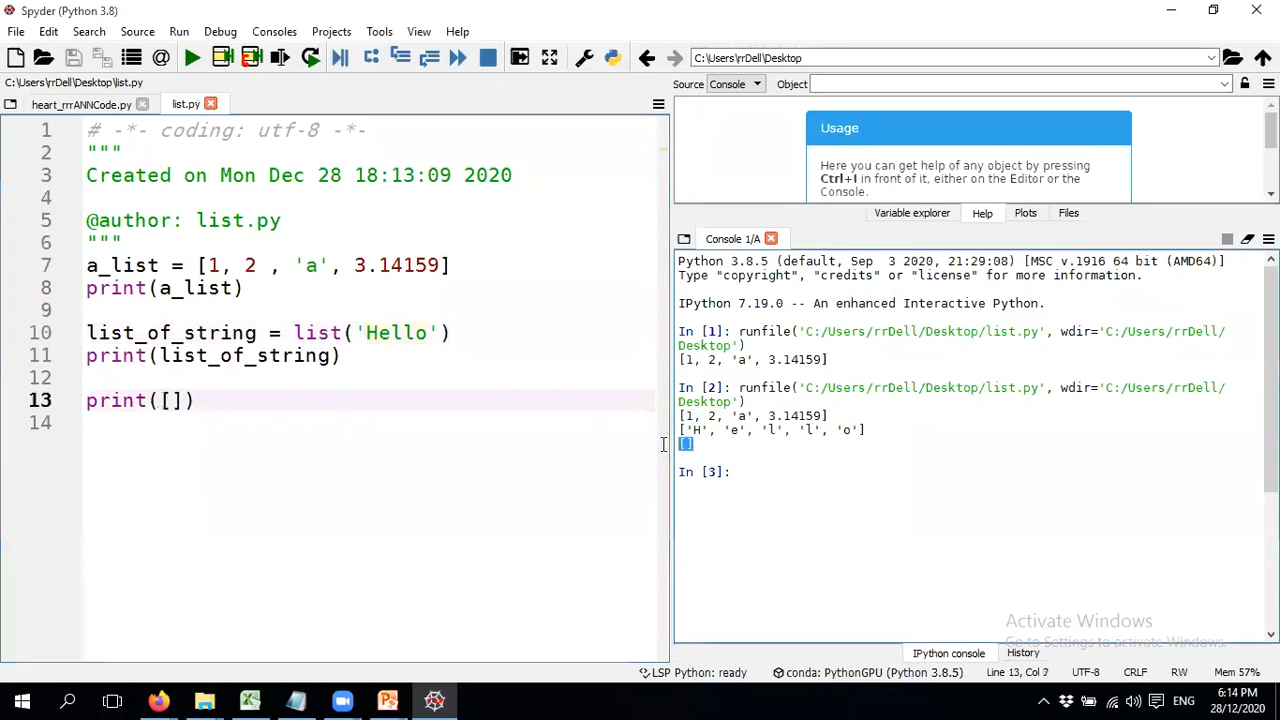 Spyder (Python 3.8)
File Edit Search Source Run Debug Consoles Projects Tools View Help
C:\Users\rrDell\Desktop
C:\Users\rrDell\Desktop\list.py
Source Console Object
heart_rrrANNCode.py list.py
1 # -*- coding: utf-8 -*-
2 """
3 Created on Mon Dec 28 18:13:09 2020
4
5 @author: list.py
6 """
7 a_list = [1, 2 , 'a', 3.14159]
8 print(a_list)
9
10 list_of_string = list('Hello')
11 print(list_of_string)
12
13 print([])
14
Usage
Here you can get help of any object by pressing
Ctrl+I in front of it, either on the Editor or the
Console.
Variable explorer Help Plots Files
Console 1/A
Python 3.8.5 (default, Sep 3 2020, 21:29:08) [MSC v.1916 64 bit (AMD64)]
Type "copyright", "credits" or "license" for more information.
IPython 7.19.0 -- An enhanced Interactive Python.
In [1]: runfile('C:/Users/rrDell/Desktop/list.py', wdir='C:/Users/rrDell/
Desktop')
[1, 2, 'a', 3.14159]
In [2]: runfile('C:/Users/rrDell/Desktop/list.py', wdir='C:/Users/rrDell/
Desktop')
[1, 2, 'a', 3.14159]
['H', 'e', 'l', 'l', 'o']
[]
In [3]:
Activate Windows
Go to Settings to activate Windows.
IPython console History
LSP Python: ready conda: PythonGPU (Python 3.8.5) Line 13, Col 7 UTF-8 CRLF RW Mem 57%
ENG
6:14 PM
28/12/2020